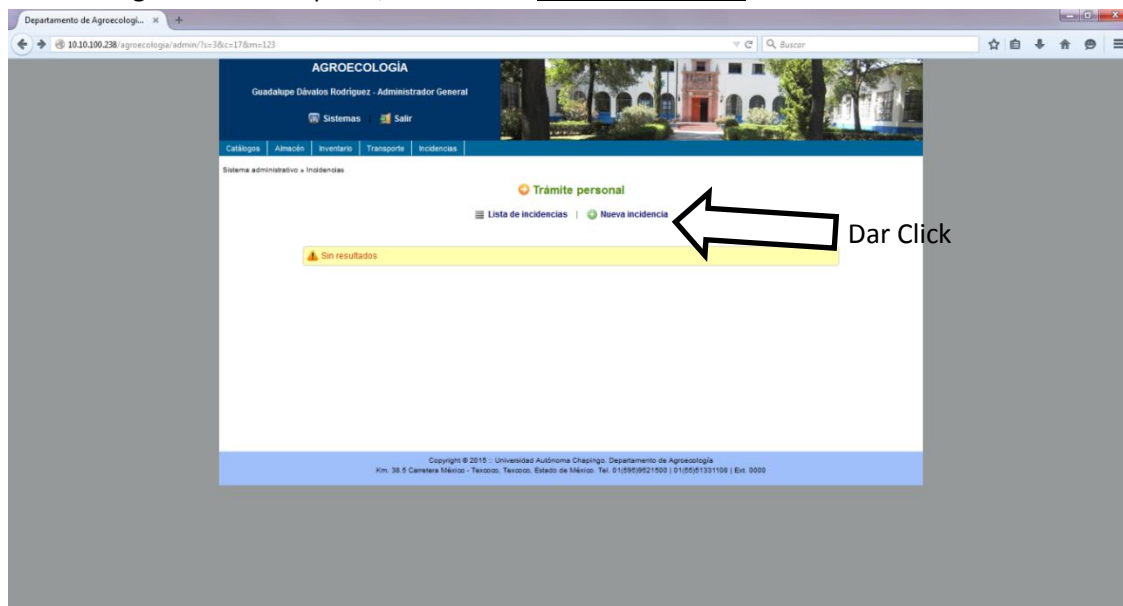 Departamento de Agroecologí... × +
10.10.100.238/agroecologia/admin/?s=3&c=17&m=123
Buscar
AGROECOLOGÍA
Guadalupe Dávalos Rodríguez - Administrador General
Sistemas | Salir
Catálogos | Almacén | Inventario | Transporte | Incidencias
Sistema administrativo » Incidencias
Trámite personal
Lista de incidencias | Nueva incidencia
Dar Click
Sin resultados
Copyright © 2015 :: Universidad Autónoma Chapingo. Departamento de Agroecología
Km. 38.5 Carretera México - Texcoco. Texcoco, Estado de México. Tel. 01(595)9521500 | 01(55)51331108 | Ext. 0000